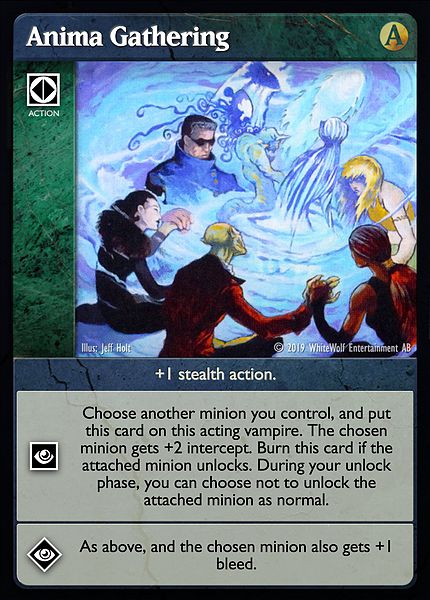 Anima Gathering
A
ACTION
Illus: Jeff Holt
© 2019 WhiteWolf Entertainment AB
+1 stealth action.
Choose another minion you control, and put
this card on this acting vampire. The chosen
minion gets +2 intercept. Burn this card if the
attached minion unlocks. During your unlock
phase, you can choose not to unlock the
attached minion as normal.
As above, and the chosen minion also gets +1
bleed.